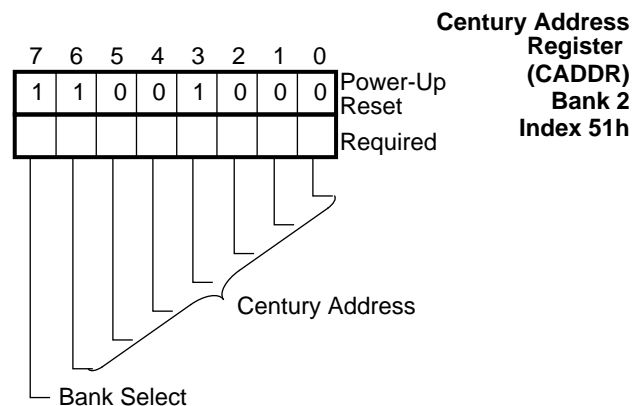 Century Address
Register
(CADDR)
Bank 2
Index 51h
7 6 5 4 3 2 1 0
1 1 0 0 1 0 0 0
Power-Up
Reset
Required
Century Address
Bank Select